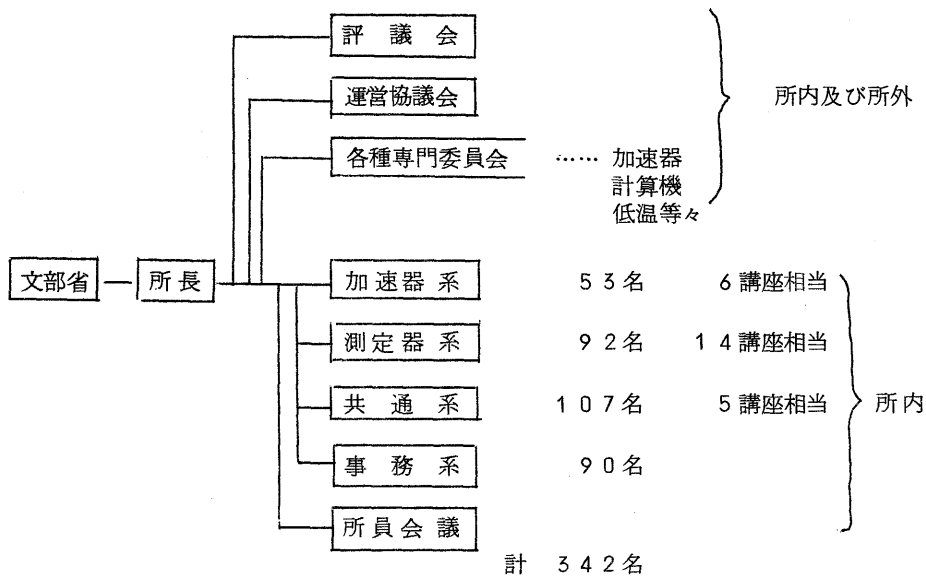 評議会
運営協議会
所内及び所外
各種専門委員会 …… 加速器
計算機
低温等々
文部省
所長
加速器系 53名 6講座相当
測定器系 92名 14講座相当
共通系 107名 5講座相当
所内
事務系 90名
所員会議
計 342名